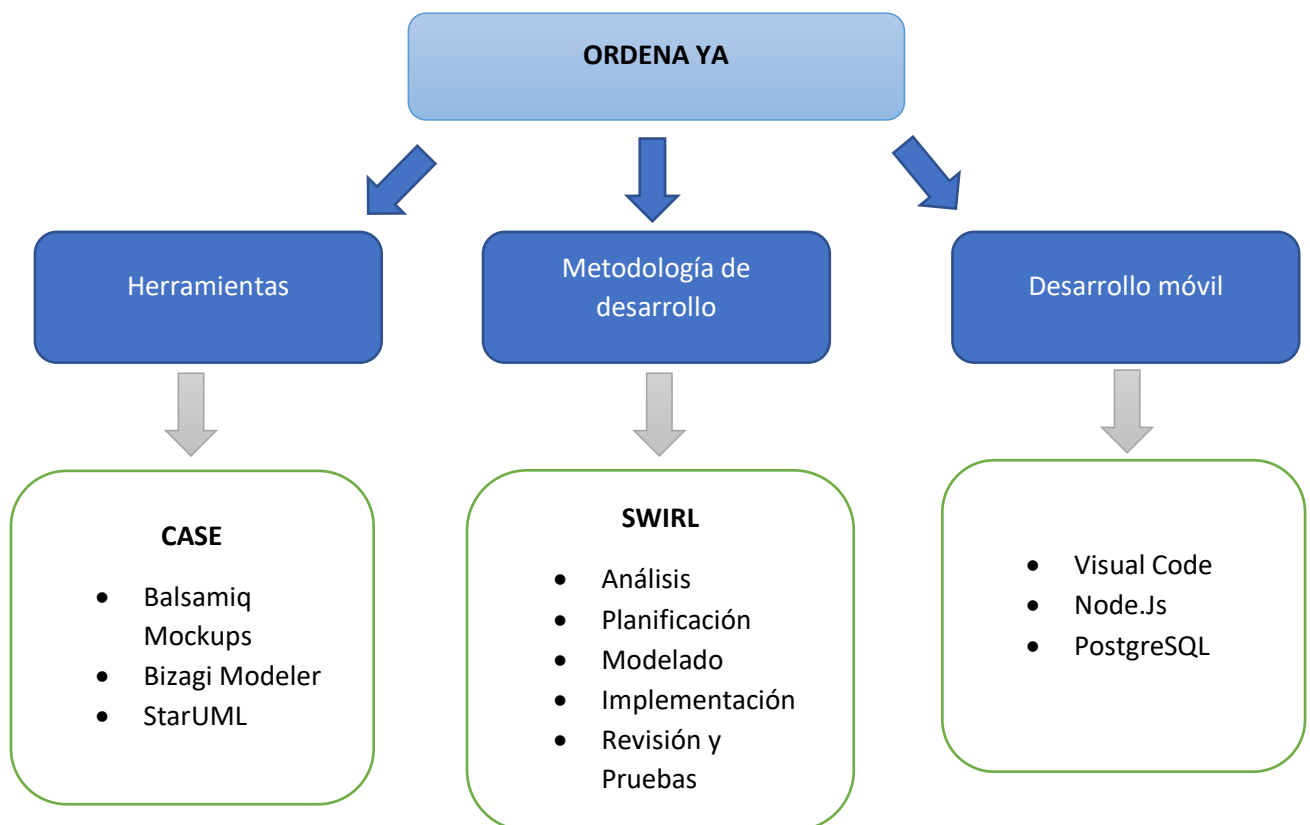 ORDENA YA
Herramientas
Metodología de
desarrollo
Desarrollo móvil
CASE
• Balsamiq
Mockups
• Bizagi Modeler
• StarUML
SWIRL
• Análisis
• Planificación
• Modelado
• Implementación
• Revisión y
Pruebas
• Visual Code
• Node.Js
• PostgreSQL